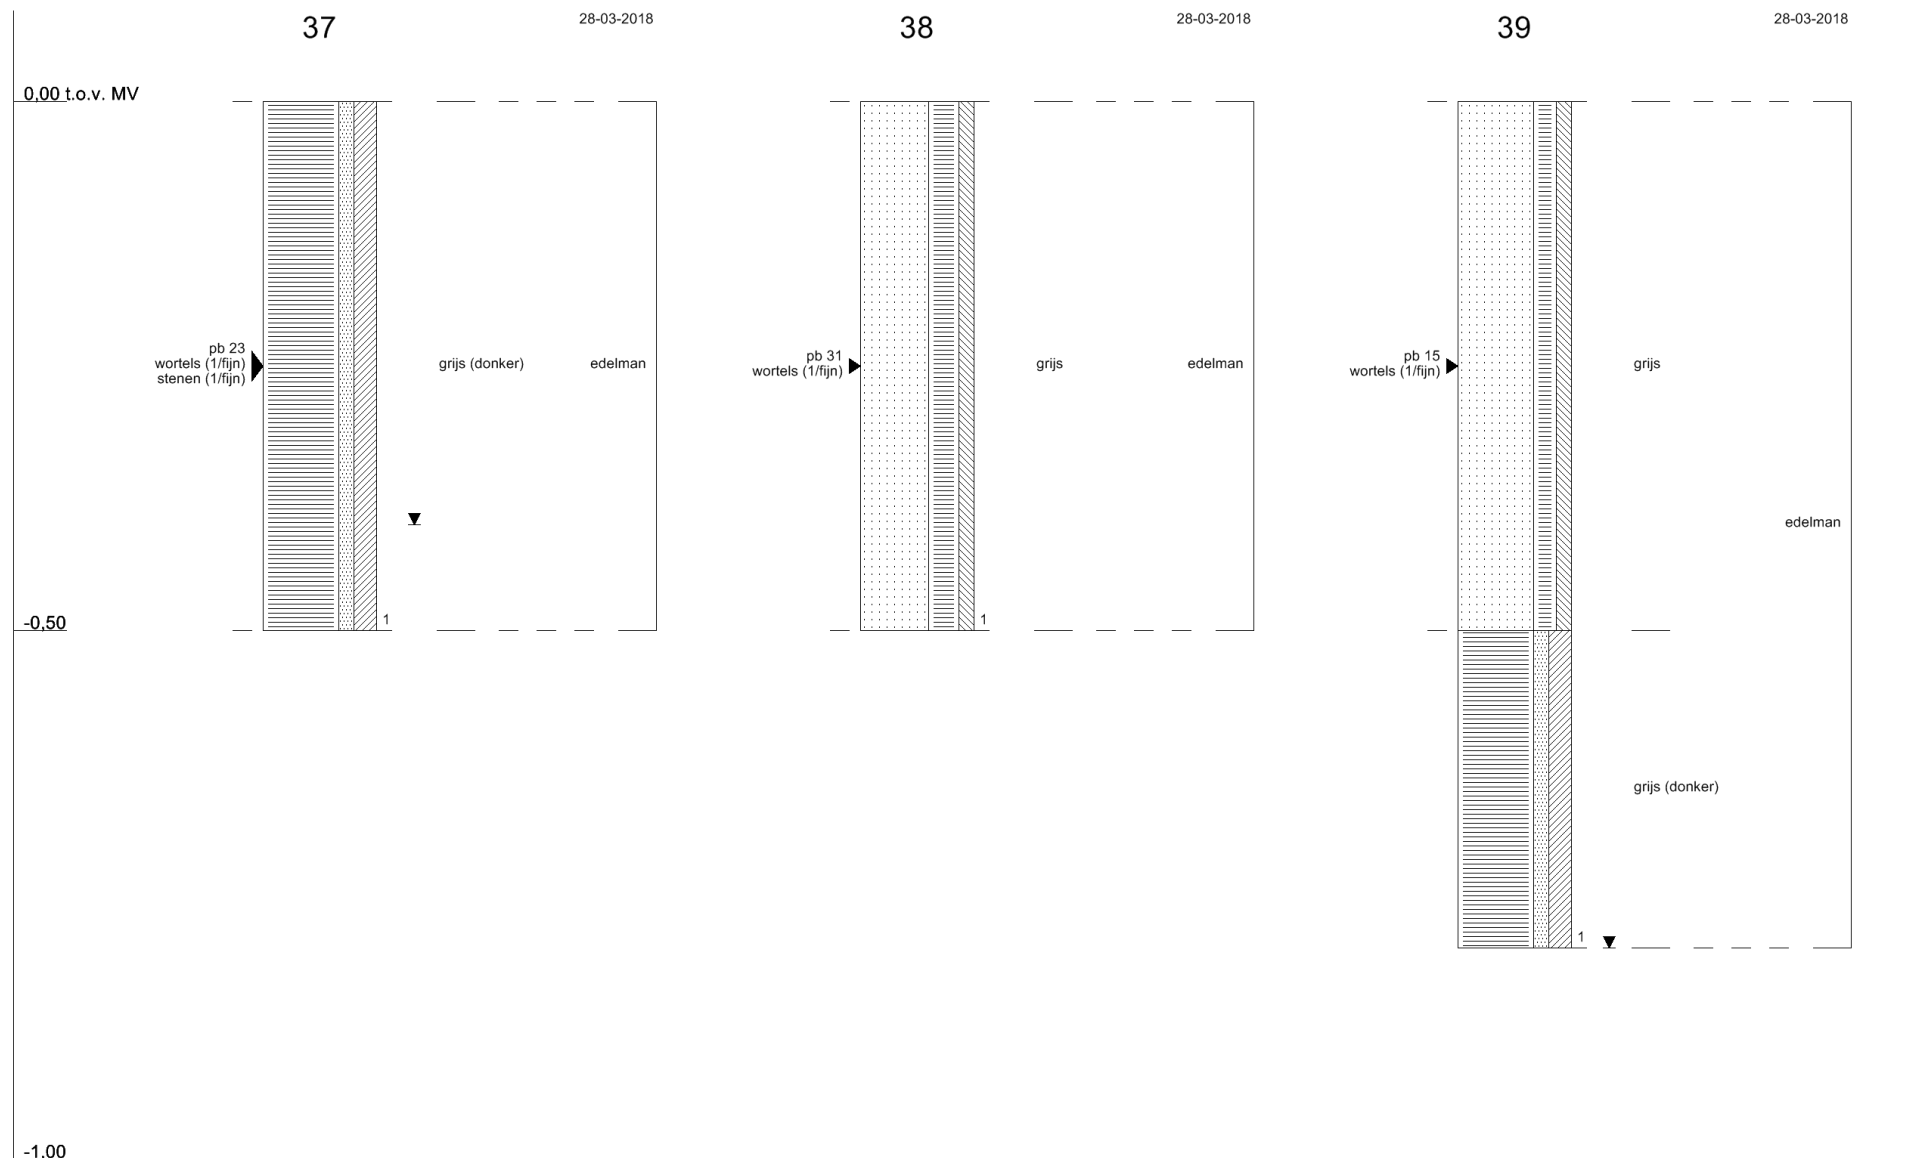 37
28-03-2018
38
28-03-2018
39
28-03-2018
0,00 t.o.v. MV
pb 23
wortels (1/fijn)
stenen (1/fijn)
grijs (donker)
edelman
pb 31
wortels (1/fijn)
grijs
edelman
pb 15
wortels (1/fijn)
grijs
edelman
-0,50
1
1
grijs (donker)
1
-1,00